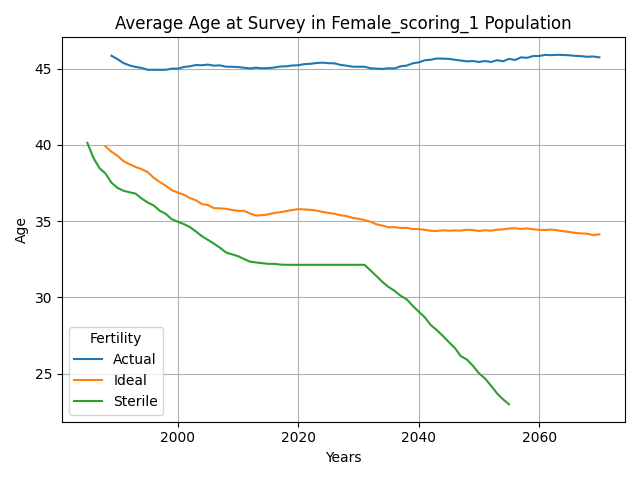 Average Age at Survey in Female_scoring_1 Population
Age
45
40
35
30
25
Fertility
Actual
Ideal
Sterile
2000
2020
2040
2060
Years